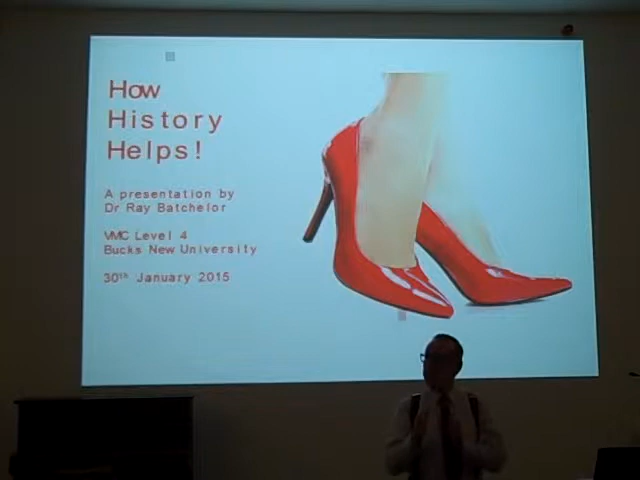 How
History
Helps!
A presentation by
Dr Ray Batchelor
VMC Level 4
Bucks New University
30th January 2015